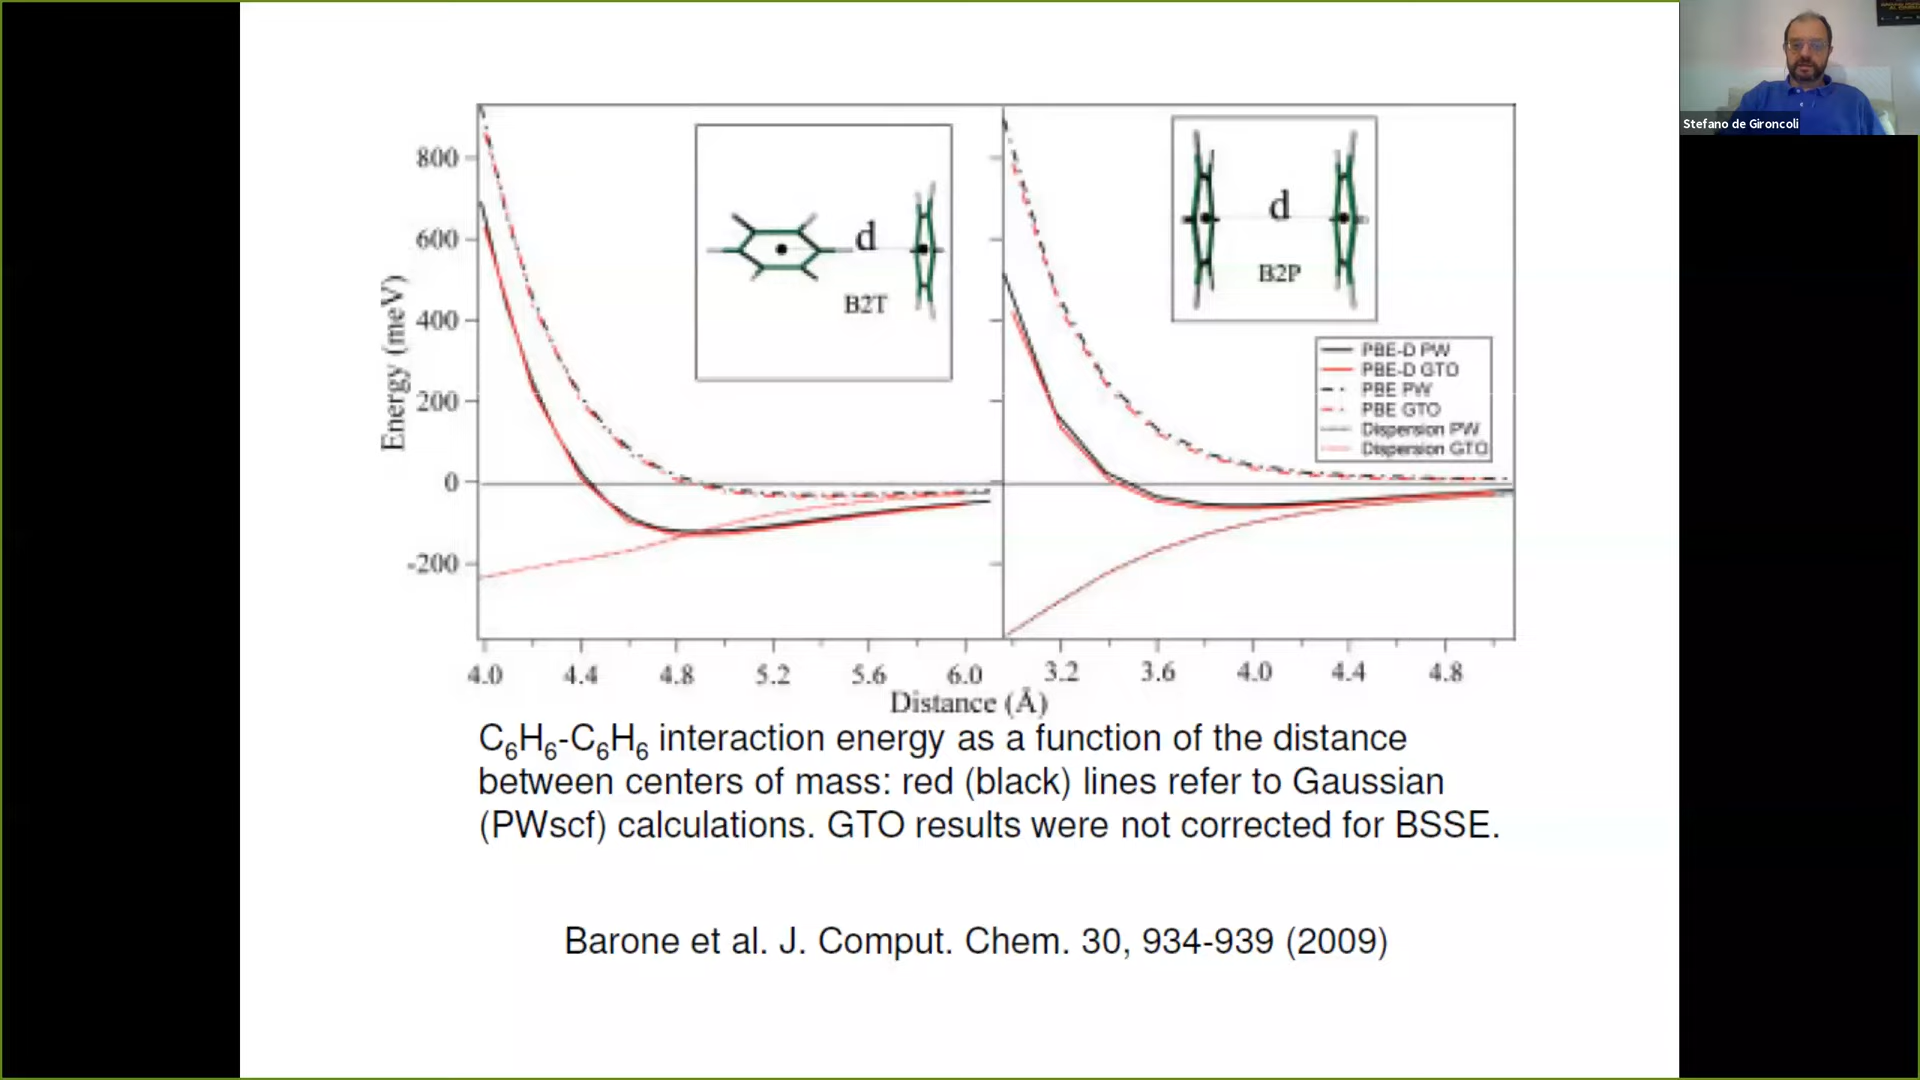 Stefano de Gironcoli
800
600
400
200
0
-200
Energy (meV)
d
B2T
d
B2P
PBE-D PW
PBE-D GTO
PBE PW
PBE GTO
Dispersion PW
Dispersion GTO
4.0 4.4 4.8 5.2 5.6 6.0 3.2 3.6 4.0 4.4 4.8
Distance (Å)
C₆H₆-C₆H₆ interaction energy as a function of the distance
between centers of mass: red (black) lines refer to Gaussian
(PWscf) calculations. GTO results were not corrected for BSSE.
Barone et al. J. Comput. Chem. 30, 934-939 (2009)